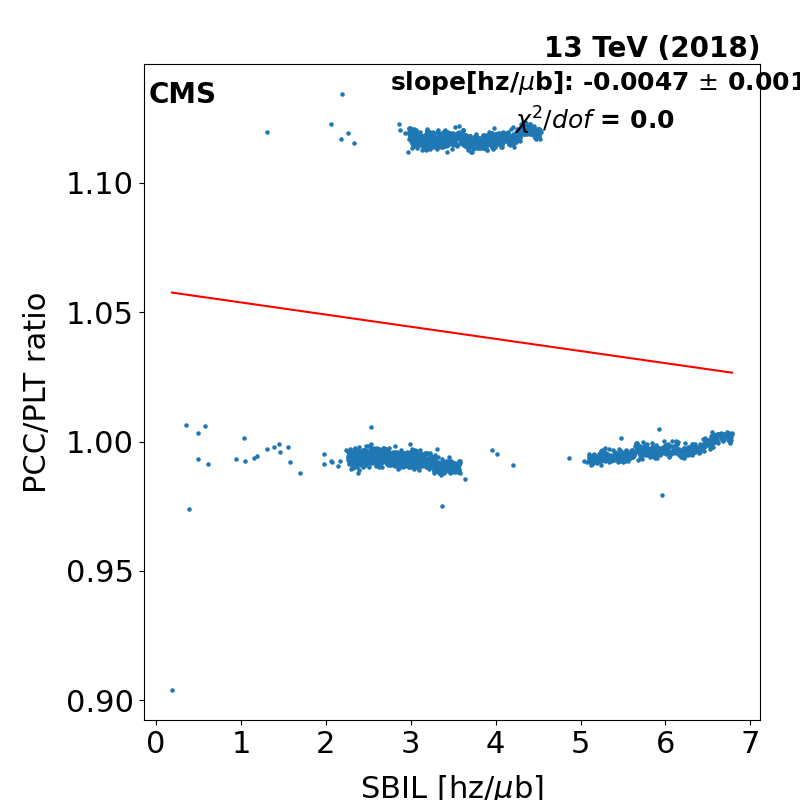 13 TeV (2018)
CMS
slope[hz/μb]: -0.0047 ± 0.001
χ²/dof = 0.0
PCC/PLT ratio
1.10
1.05
1.00
0.95
0.90
0 1 2 3 4 5 6 7
SBIL [hz/μb]